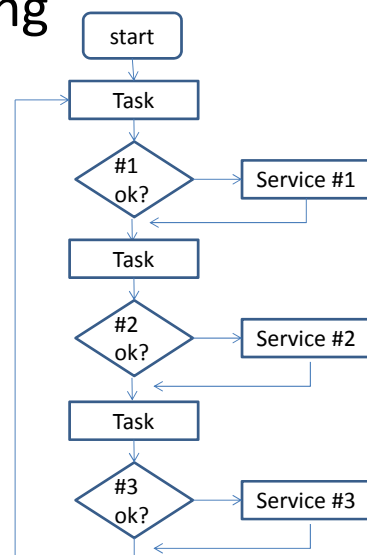 ng
start
Task
#1
ok?
Service #1
Task
#2
ok?
Service #2
Task
#3
ok?
Service #3